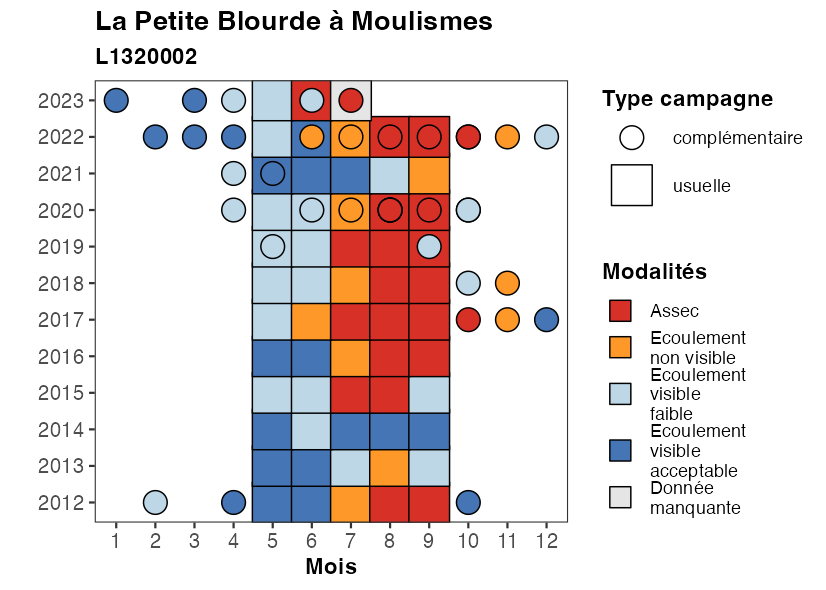 La Petite Blourde à Moulismes
L1320002
2023
2022
2021
2020
2019
2018
2017
2016
2015
2014
2013
2012
1 2 3 4 5 6 7 8 9 10 11 12
Mois
Type campagne
complémentaire
usuelle
Modalités
Assec
Ecoulement
non visible
Ecoulement
visible
faible
Ecoulement
visible
acceptable
Donnée
manquante